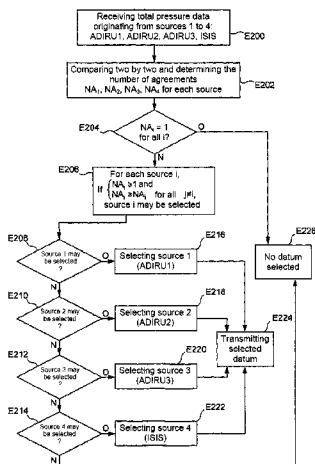 Receiving total pressure data
originating from sources 1 to 4:
ADIRU1, ADIRU2, ADIRU3, ISIS
E200
Comparing two by two and determining the
number of agreements
NA₁, NA₂, NA₃, NA₄ for each source
E202
E204
NAᵢ = 1
for all i?
O
N
E206
For each source i,
If { NAᵢ ≥1 and
NAᵢ ≥NAⱼ for all j≠i,
source i may be selected
E226
No datum
selected
E208
Source 1 may
be selected
?
O
N
E216
Selecting source 1
(ADIRU1)
E210
Source 2 may
be selected
?
O
N
E218
Selecting source 2
(ADIRU2)
E224
Transmitting
selected
datum
E212
Source 3 may
be selected
?
O
N
E220
Selecting source 3
(ADIRU3)
E214
Source 4 may
be selected
?
O
N
E222
Selecting source 4
(ISIS)